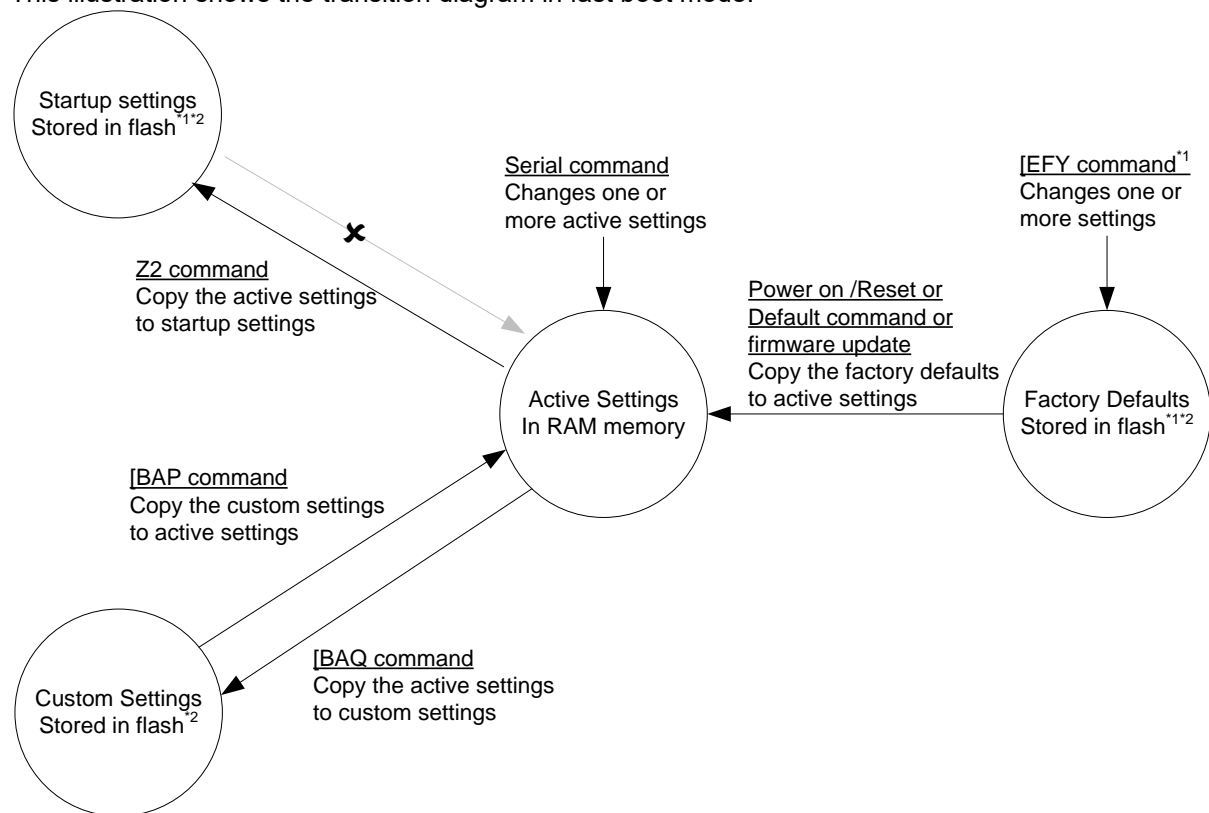 This illustration shows the transition diagram in fast boot mode.
Startup settings
Stored in flash*1*2
Serial command
Changes one or
more active settings
[EFY command*1
Changes one or
more settings
Z2 command
Copy the active settings
to startup settings
Power on /Reset or
Default command or
firmware update
Copy the factory defaults
to active settings
Active Settings
In RAM memory
Factory Defaults
Stored in flash*1*2
[BAP command
Copy the custom settings
to active settings
[BAQ command
Copy the active settings
to custom settings
Custom Settings
Stored in flash*2